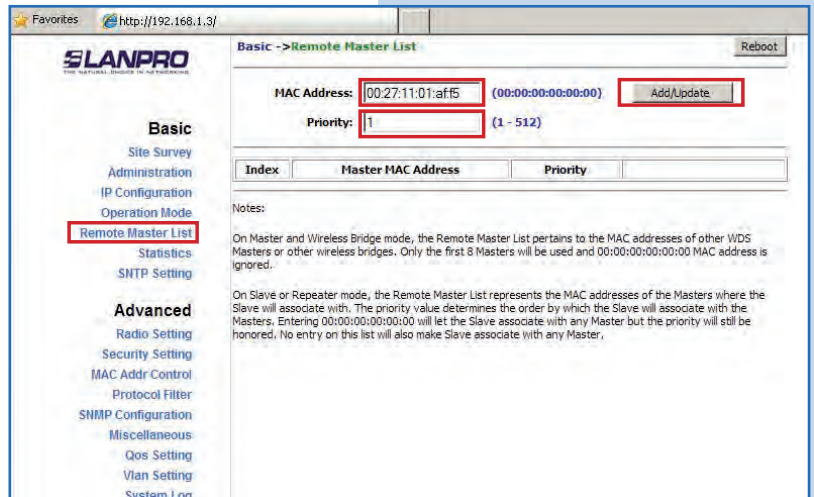 Favorites http://192.168.1.3/
LANPRO
THE NATURAL CHOICE IN NETWORKING
Basic ->Remote Master List Reboot
MAC Address: 00:27:11:01:af:f5 (00:00:00:00:00:00) Add/Update
Priority: 1 (1 - 512)
Index Master MAC Address Priority
Basic
Site Survey
Administration
IP Configuration
Operation Mode
Remote Master List
Statistics
SNTP Setting
Advanced
Radio Setting
Security Setting
MAC Addr Control
Protocol Filter
SNMP Configuration
Miscellaneous
Qos Setting
Vlan Setting
System Log
Notes:
On Master and Wireless Bridge mode, the Remote Master List pertains to the MAC addresses of other WDS
Masters or other wireless bridges. Only the first 8 Masters will be used and 00:00:00:00:00:00 MAC address is
ignored.
On Slave or Repeater mode, the Remote Master List represents the MAC addresses of the Masters where the
Slave will associate with. The priority value determines the order by which the Slave will associate with the
Masters. Entering 00:00:00:00:00:00 will let the Slave associate with any Master but the priority will still be
honored. No entry on this list will also make Slave associate with any Master.